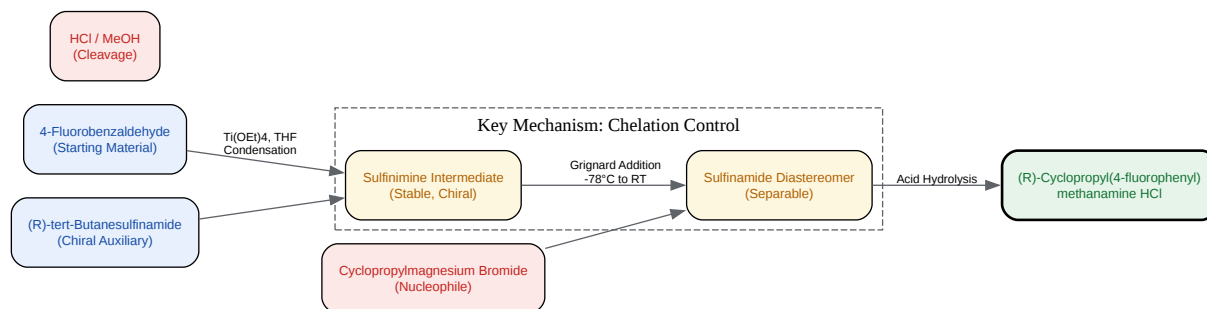 HCl / MeOH
(Cleavage)
4-Fluorobenzaldehyde
(Starting Material)
Ti(OEt)4, THF
Condensation
(R)-tert-Butanesulfinamide
(Chiral Auxiliary)
Key Mechanism: Chelation Control
Sulfinimine Intermediate
(Stable, Chiral)
Grignard Addition
-78°C to RT
Sulfinamide Diastereomer
(Separable)
Cyclopropylmagnesium Bromide
(Nucleophile)
Acid Hydrolysis
(R)-Cyclopropyl(4-fluorophenyl)
methanamine HCl